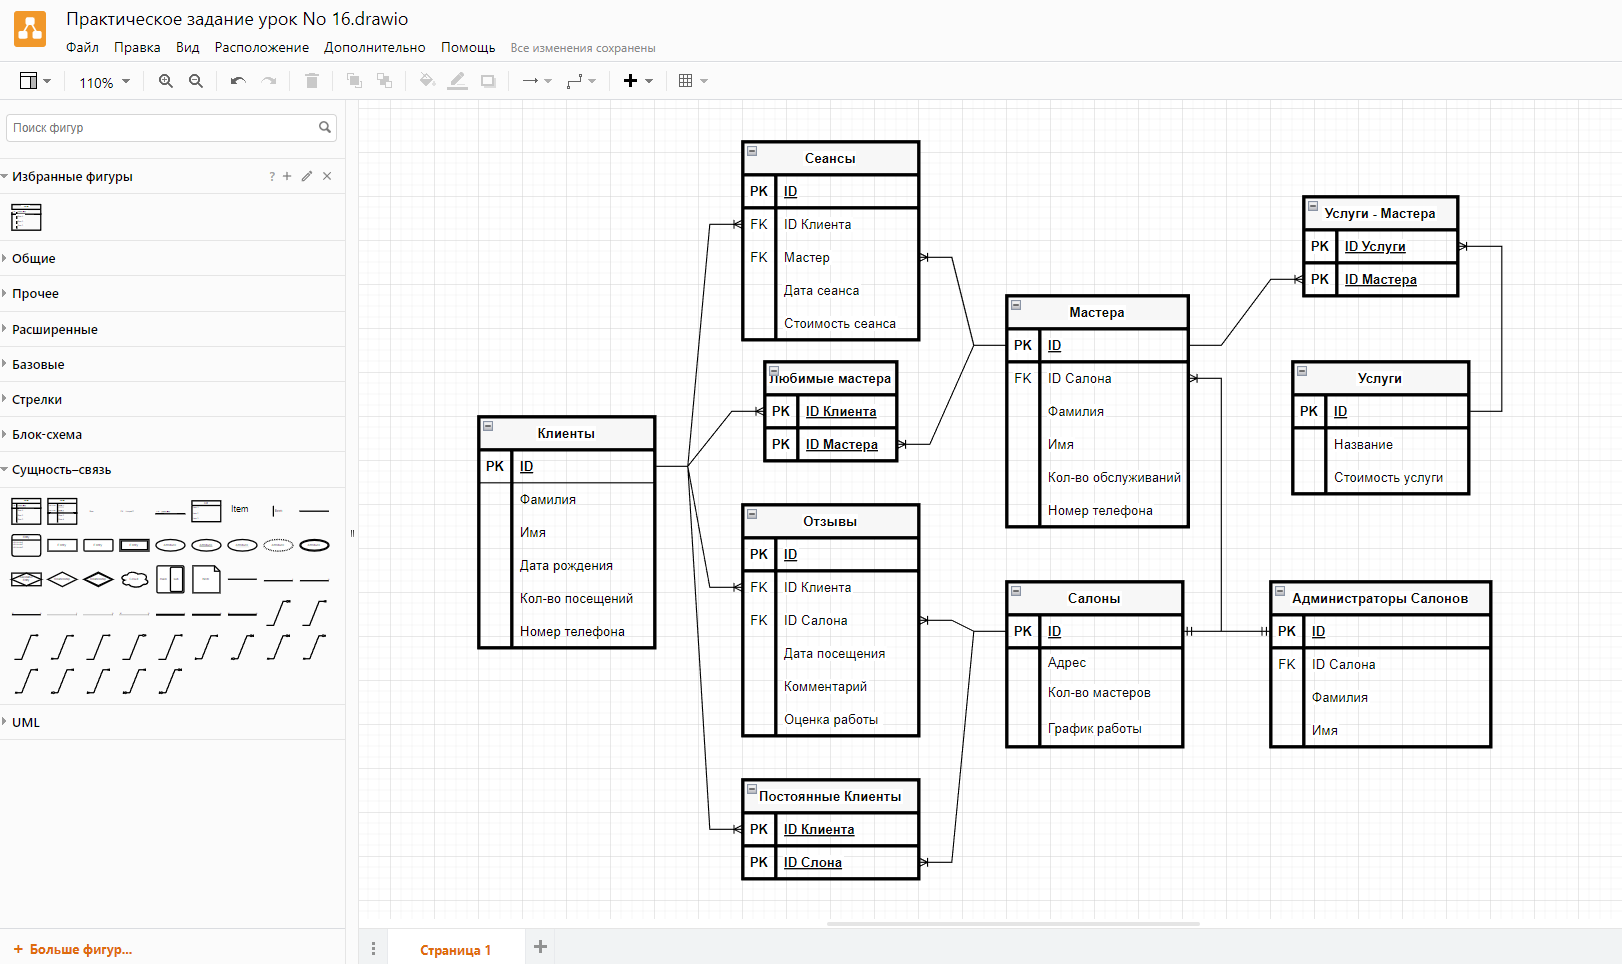 Практическое задание урок No 16.drawio
Файл Правка Вид Расположение Дополнительно Помощь Все изменения сохранены
110%
Поиск фигур
Избранные фигуры
?
Общие
Прочее
Расширенные
Базовые
Стрелки
Блок-схема
Сущность–связь
Item
UML
+ Больше фигур...
Страница 1
Клиенты
PK ID
Фамилия
Имя
Дата рождения
Кол-во посещений
Номер телефона
Сеансы
PK ID
FK ID Клиента
FK Мастер
Дата сеанса
Стоимость сеанса
Любимые мастера
PK ID Клиента
PK ID Мастера
Отзывы
PK ID
FK ID Клиента
FK ID Салона
Дата посещения
Комментарий
Оценка работы
Постоянные Клиенты
PK ID Клиента
PK ID Слона
Мастера
PK ID
FK ID Салона
Фамилия
Имя
Кол-во обслуживаний
Номер телефона
Салоны
PK ID
Адрес
Кол-во мастеров
График работы
Услуги - Мастера
PK ID Услуги
PK ID Мастера
Услуги
PK ID
Название
Стоимость услуги
Администраторы Салонов
PK ID
FK ID Салона
Фамилия
Имя